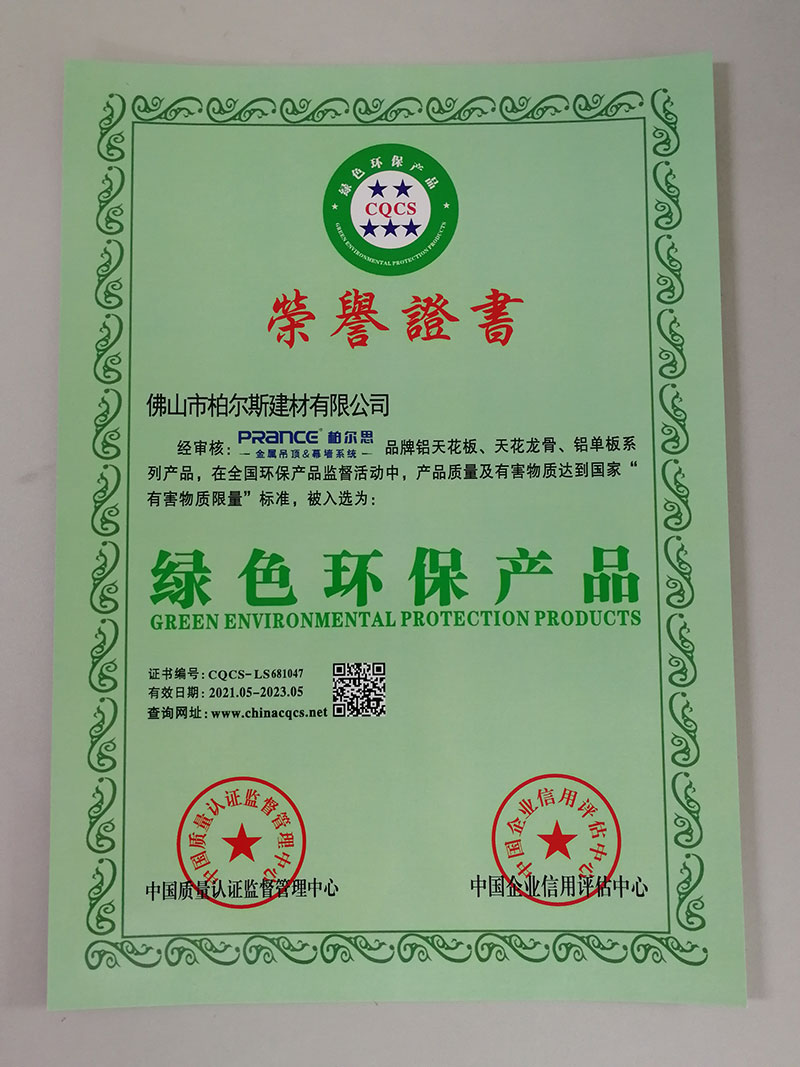 绿色环保产品
CQCS
GREEN ENVIRONMENTAL PROTECTION PRODUCTS
榮譽證書
佛山市柏尔斯建材有限公司
经审核：PRANCE® 柏尔思 金属吊顶&幕墙系统 品牌铝天花板、天花龙骨、铝单板系
列产品，在全国环保产品监督活动中，产品质量及有害物质达到国家“
有害物质限量”标准，被入选为：
绿色环保产品
GREEN ENVIRONMENTAL PROTECTION PRODUCTS
证书编号：CQCS-LS681047
有效日期：2021.05-2023.05
查询网址：www.chinacqcs.net
中国质量认证监督管理中心
中国质量认证监督管理中心
中国企业信用评估中心
中国企业信用评估中心